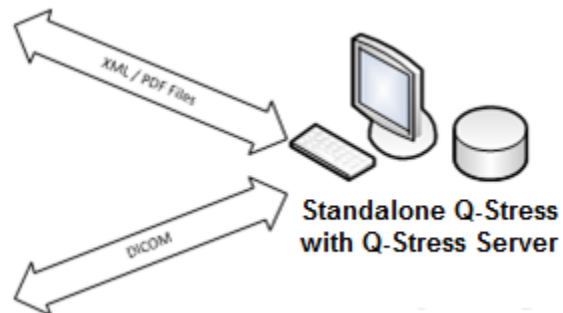 XML / PDF Files
DICOM
Standalone Q-Stress
with Q-Stress Server